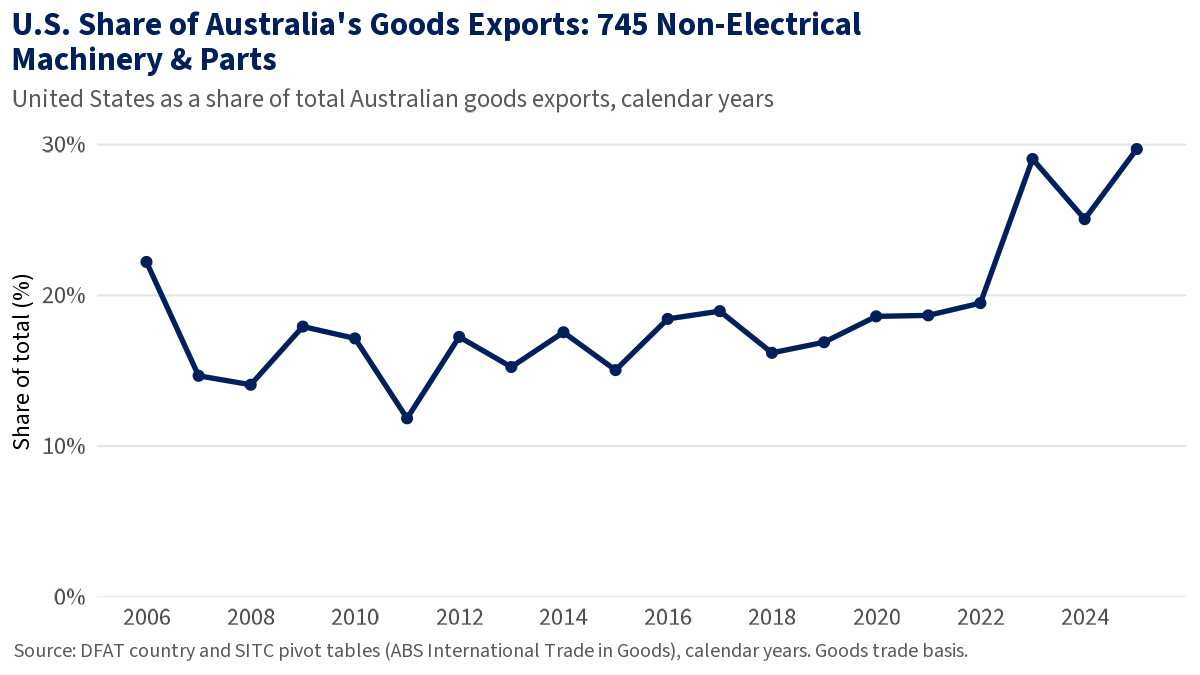 U.S. Share of Australia's Goods Exports: 745 Non-Electrical
Machinery & Parts
United States as a share of total Australian goods exports, calendar years
Share of total (%)
30%
20%
10%
0%
2006 2008 2010 2012 2014 2016 2018 2020 2022 2024
Source: DFAT country and SITC pivot tables (ABS International Trade in Goods), calendar years. Goods trade basis.